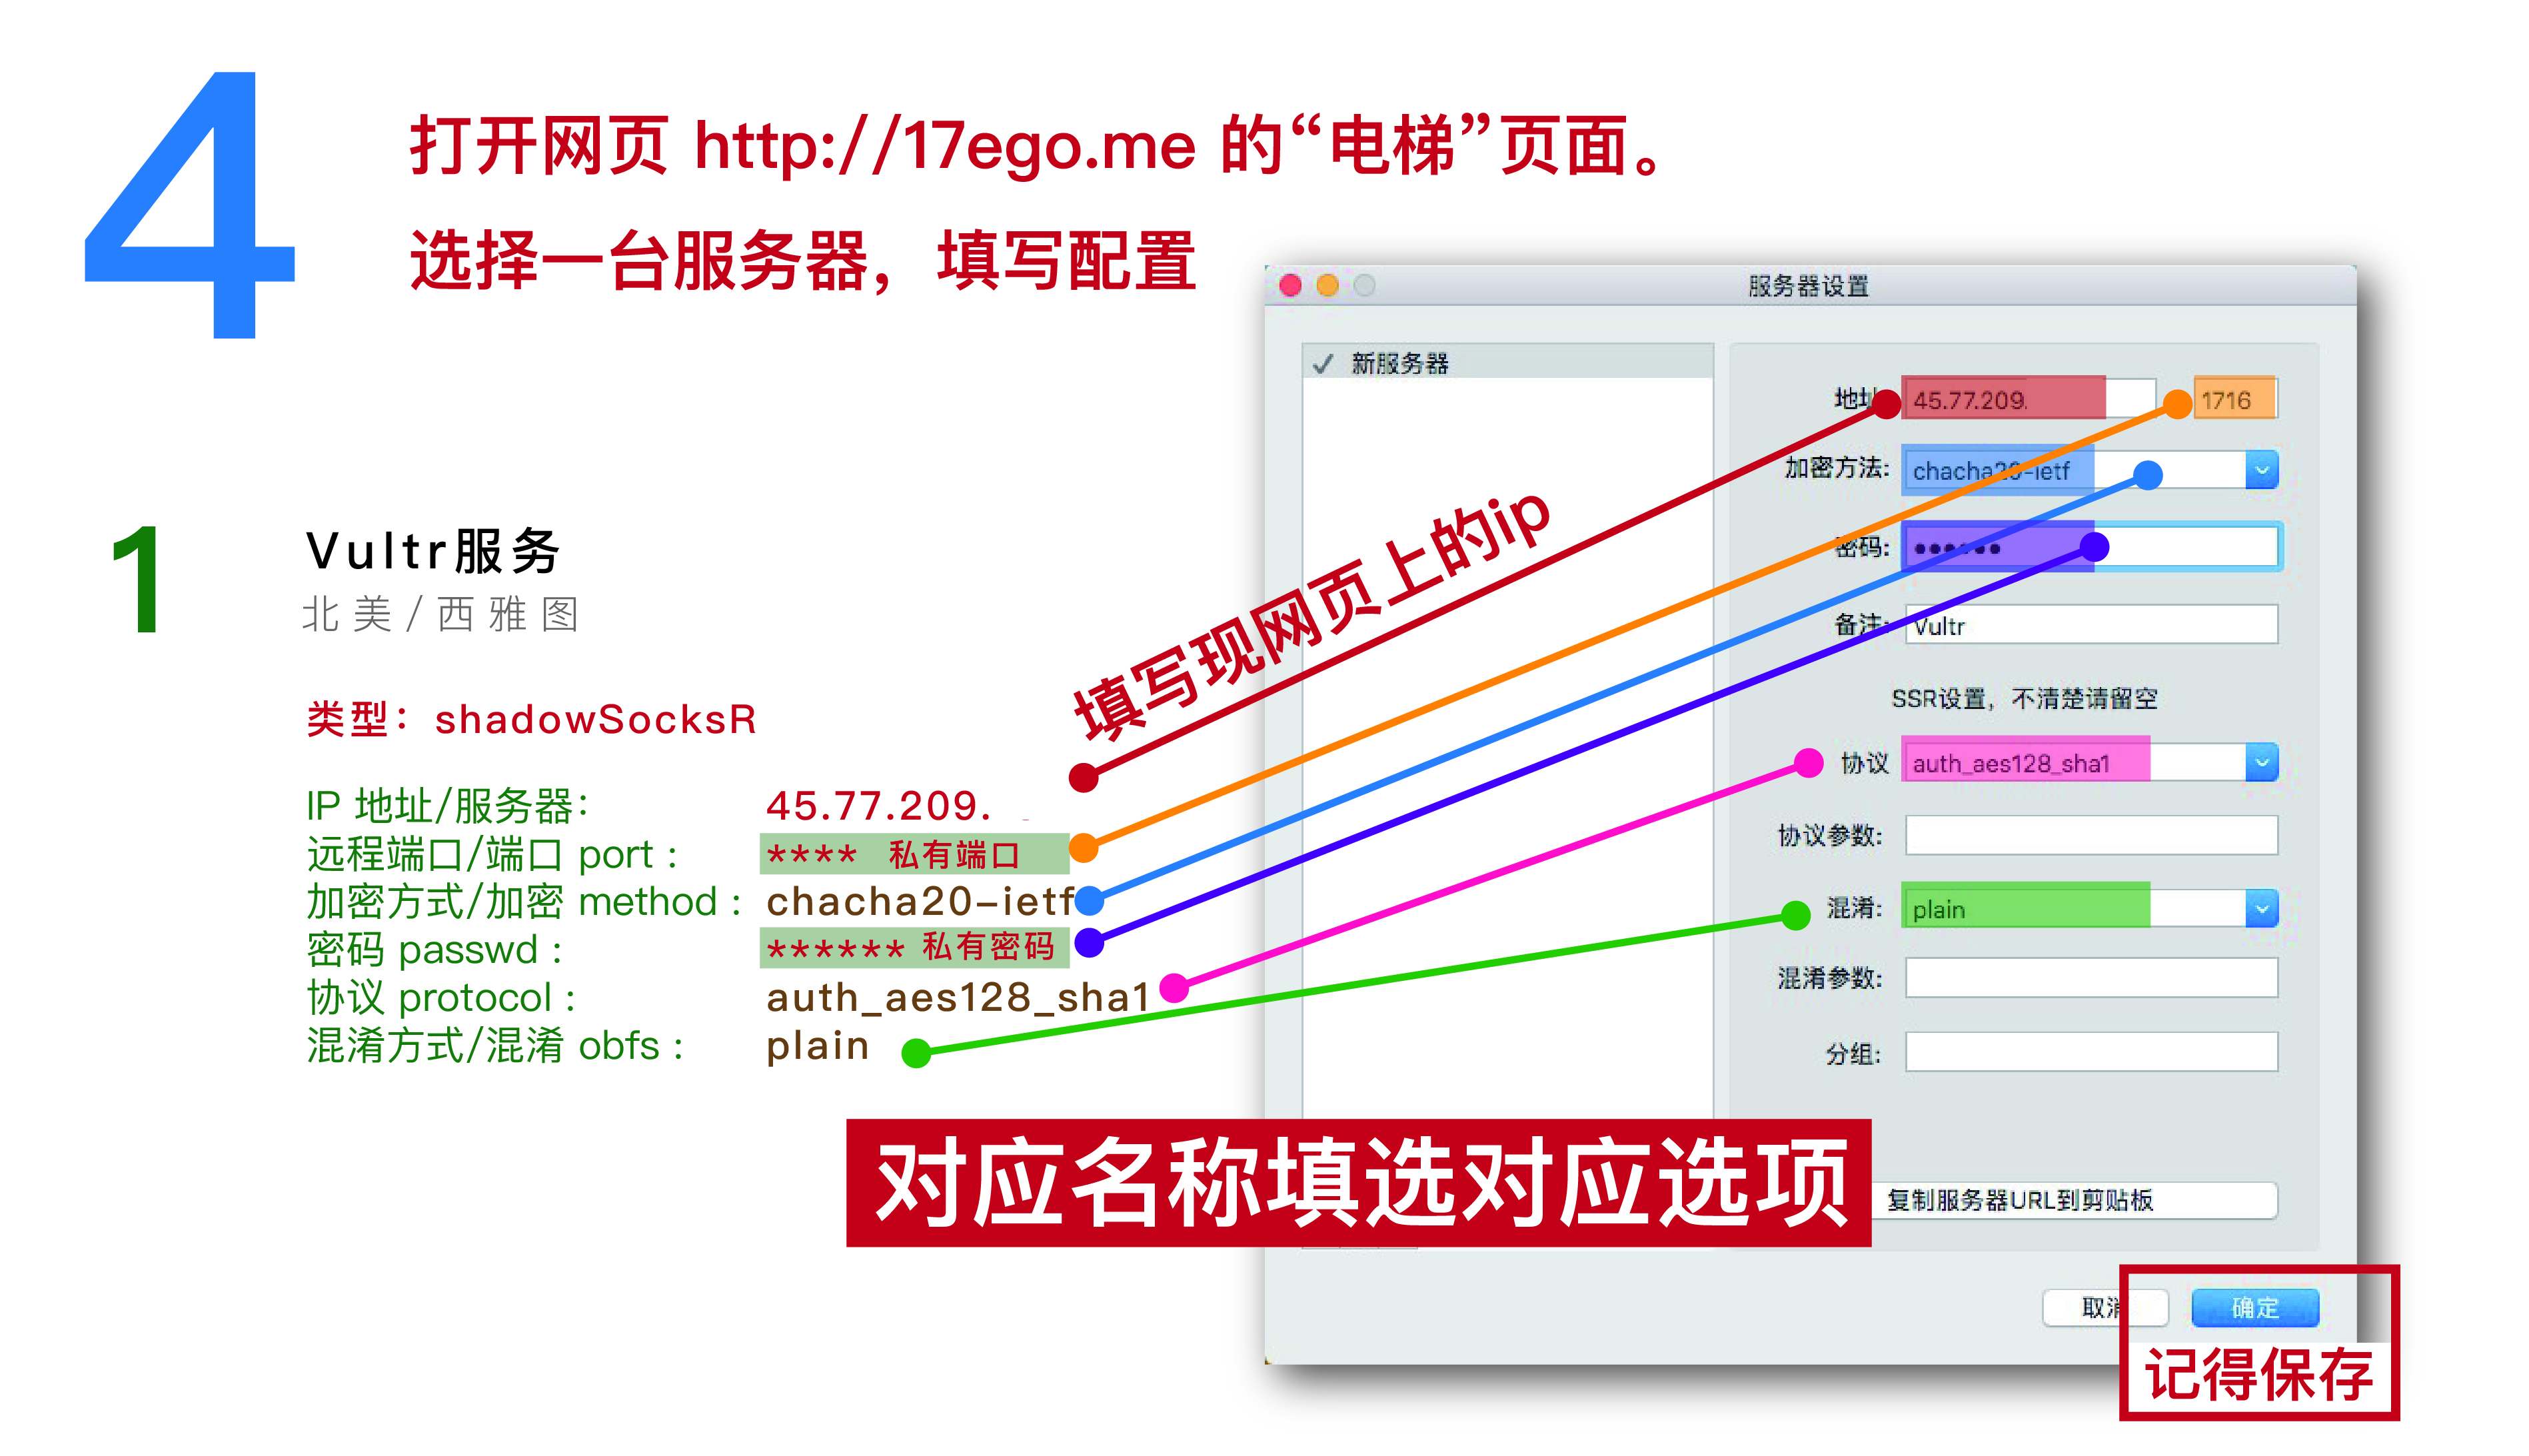 4
打开网页 http://17ego.me 的“电梯”页面。
选择一台服务器，填写配置
1
Vultr服务
北美/西雅图
类型：shadowSocksR
IP 地址/服务器： 45.77.209.
远程端口/端口 port： **** 私有端口
加密方式/加密 method： chacha20-ietf
密码 passwd： ****** 私有密码
协议 protocol： auth_aes128_sha1
混淆方式/混淆 obfs： plain
填写现网页上的ip
服务器设置
✓ 新服务器
地址 45.77.209. 1716
加密方法: chacha20-ietf
密码: ●●●●●●
备注: Vultr
SSR设置，不清楚请留空
协议 auth_aes128_sha1
协议参数:
混淆: plain
混淆参数:
分组:
对应名称填选对应选项
复制服务器URL到剪贴板
取消 确定
记得保存